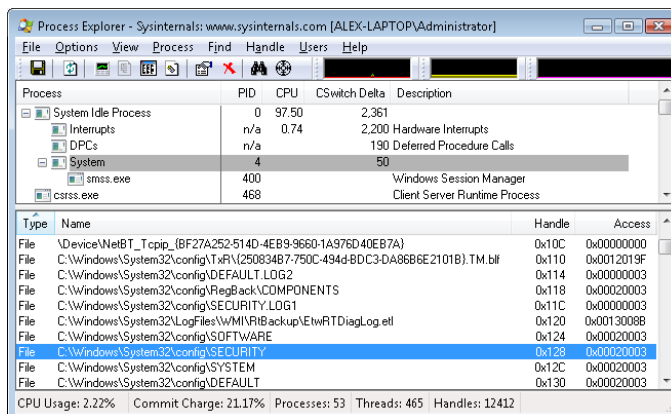 Process Explorer - Sysinternals: www.sysinternals.com [ALEX-LAPTOP\Administrator]
File Options View Process Find Handle Users Help
Process PID CPU CSwitch Delta Description
System Idle Process 0 97.50 2,361
Interrupts n/a 0.74 2,200 Hardware Interrupts
DPCs n/a 190 Deferred Procedure Calls
System 4 50
smss.exe 400 Windows Session Manager
csrss.exe 468 Client Server Runtime Process
Type Name Handle Access
File \Device\NetBT_Tcpip_{BF27A252-514D-4EB9-9660-1A976D40EB7A} 0x10C 0x00000000
File C:\Windows\System32\config\TxR\{250834B7-750C-494d-BDC3-DA86B6E2101B}.TM.blf 0x110 0x0012019F
File C:\Windows\System32\config\DEFAULT.LOG2 0x114 0x00000003
File C:\Windows\System32\config\RegBack\COMPONENTS 0x118 0x00020003
File C:\Windows\System32\config\SECURITY.LOG1 0x11C 0x00000003
File C:\Windows\System32\LogFiles\WMI\RtBackup\EtwRTDiagLog.etl 0x120 0x0013008B
File C:\Windows\System32\config\SOFTWARE 0x124 0x00020003
File C:\Windows\System32\config\SECURITY 0x128 0x00020003
File C:\Windows\System32\config\SYSTEM 0x12C 0x00020003
File C:\Windows\System32\config\DEFAULT 0x130 0x00020003
CPU Usage: 2.22% Commit Charge: 21.17% Processes: 53 Threads: 465 Handles: 12412